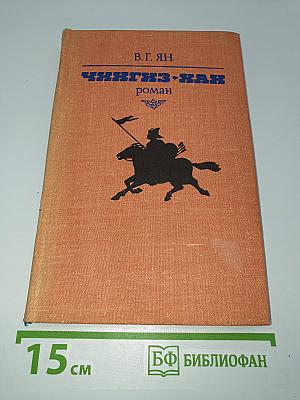 В.Г. ЯН
ЧИНГИЗ-ХАН
роман
15 см
БФ БИБЛИОФАН